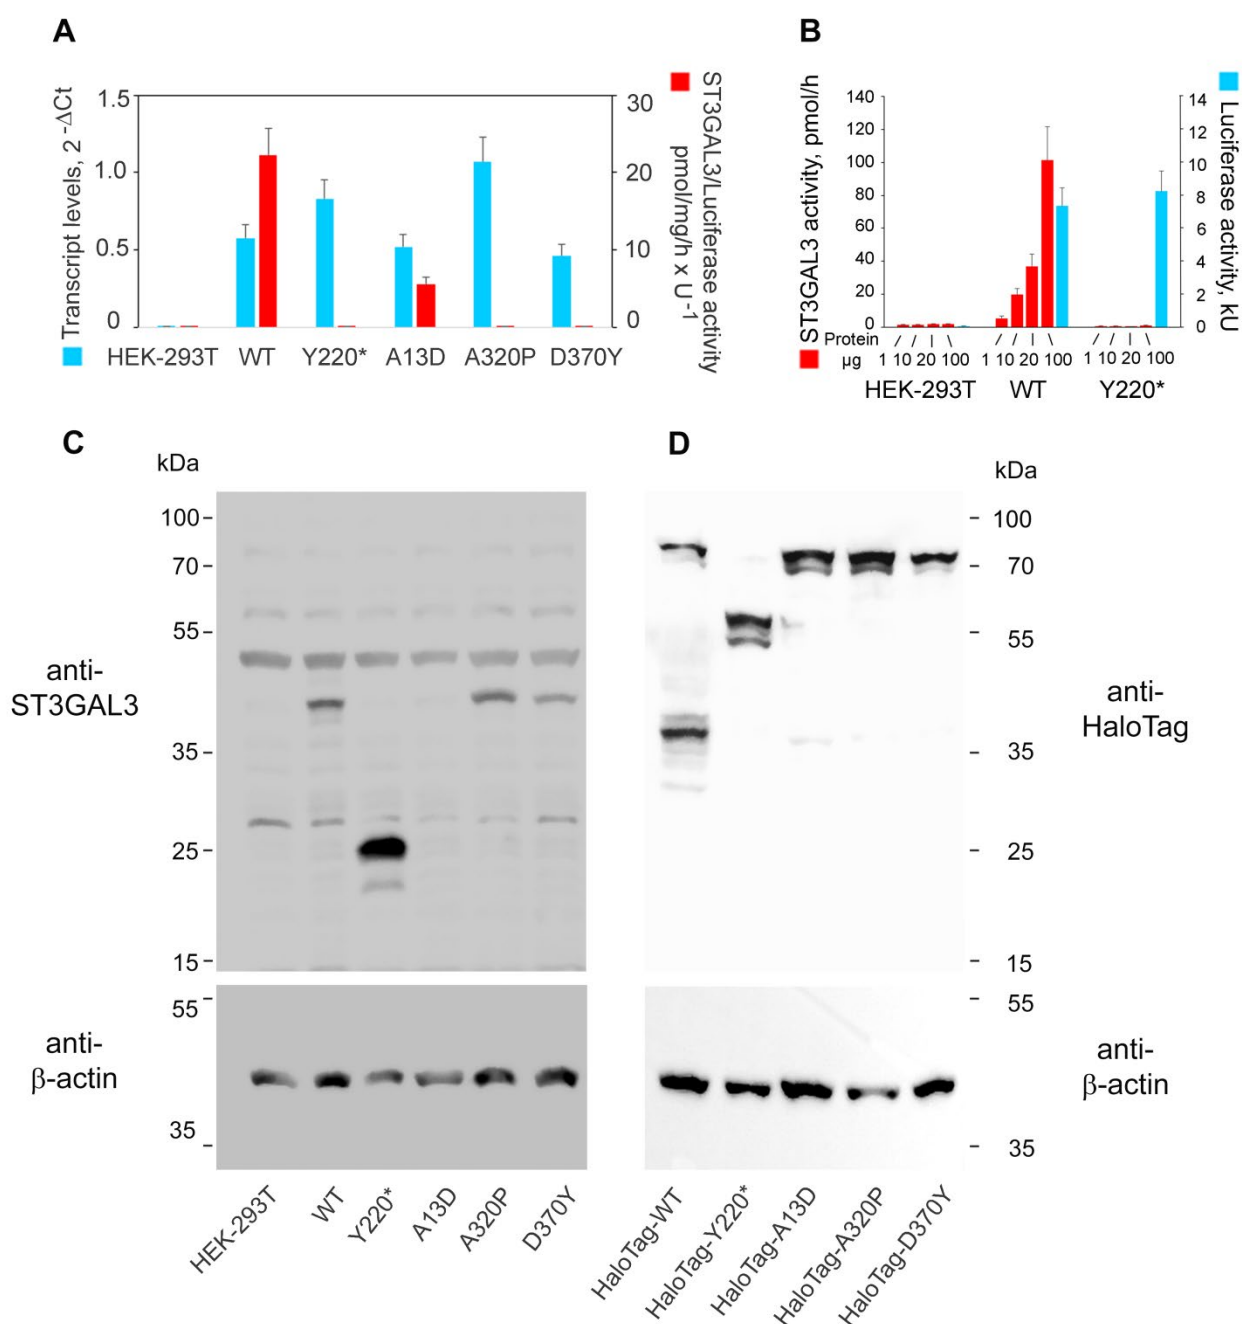 A
Transcript levels, 2^-ΔCt
1.5
1.0
0.5
0
30
20
10
0
ST3GAL3/Luciferase activity
pmol/mg/h x U^-1
HEK-293T WT Y220* A13D A320P D370Y
B
ST3GAL3 activity, pmol/h
140
120
100
80
60
40
20
0
14
12
10
8
6
4
2
0
Luciferase activity, kU
Protein
µg
1 10 20 100 1 10 20 100 1 10 20 100
HEK-293T WT Y220*
C
kDa
100
70
55
35
25
15
anti-
ST3GAL3
55
35
anti-
β-actin
HEK-293T
WT
Y220*
A13D
A320P
D370Y
D
kDa
100
70
55
35
25
15
anti-
HaloTag
55
35
anti-
β-actin
HaloTag-WT
HaloTag-Y220*
HaloTag-A13D
HaloTag-A320P
HaloTag-D370Y